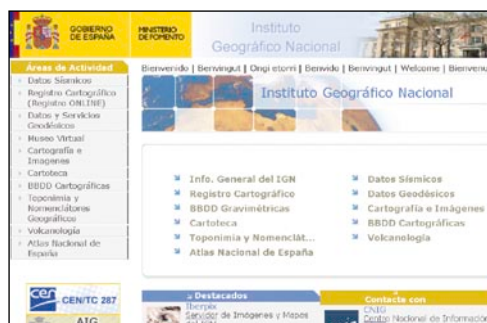 GOBIERNO
DE ESPAÑA
MINISTERIO
DE FOMENTO
Instituto
Geográfico Nacional
Áreas de Actividad
Datos Sísmicos
Registro Cartográfico
(Registro ONLINE)
Datos y Servicios
Geodésicos
Museo Virtual
Cartografía e
Imagenes
Cartoteca
BBDD Cartográficas
Toponimia y
Nomenclátores
Geográficos
Volcanología
Atlas Nacional de
España
CEN/TC 287
AIG
Bienvenido | Benvingut | Ongi etorri | Benvido | Benvingut | Welcome | Bienvenu
Instituto Geográfico Nacional
Info. General del IGN
Registro Cartográfico
BBDD Gravimétricas
Cartoteca
Toponimia y Nomenclát...
Atlas Nacional de España
Datos Sísmicos
Datos Geodésicos
Cartografía e Imágenes
BBDD Cartográficas
Volcanología
Destacados
Iberpix
Servidor de Imágenes y Mapas
del IGN
Contacte con
CNIG
Centro Nacional de Información